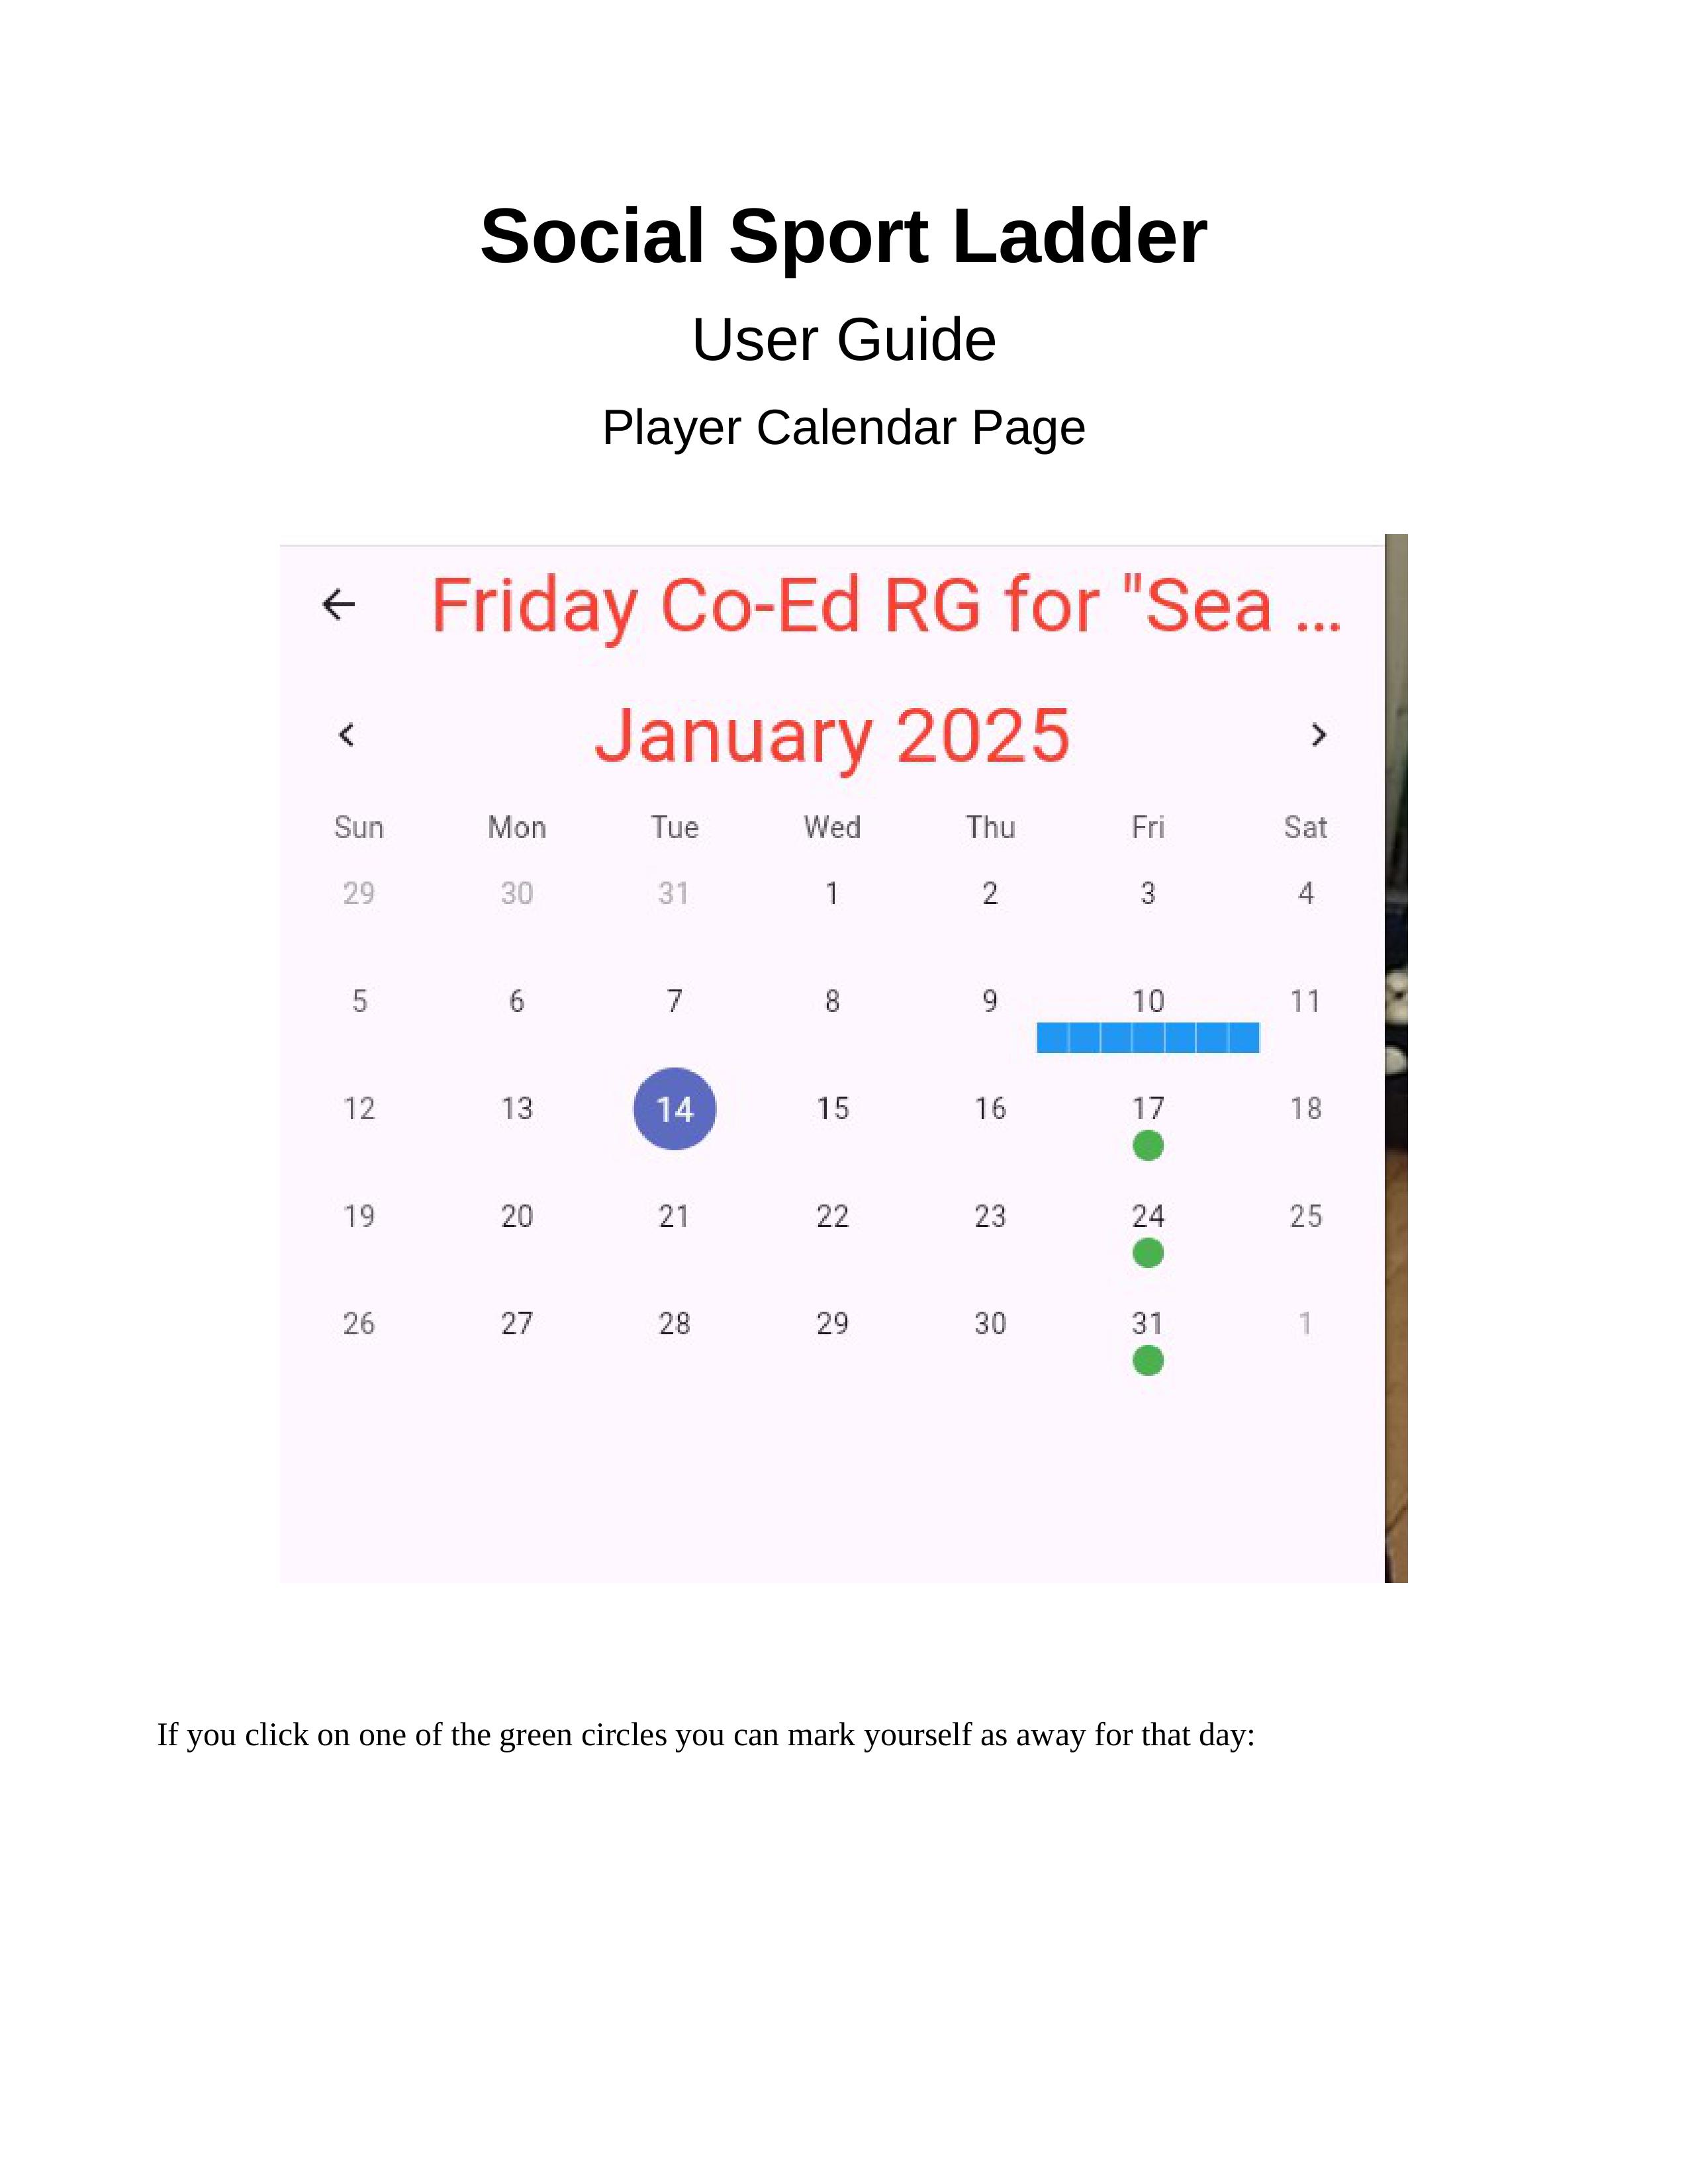 Social Sport Ladder
User Guide
Player Calendar Page
Friday Co-Ed RG for "Sea ...
January 2025
Sun Mon Tue Wed Thu Fri Sat
29 30 31 1 2 3 4
5 6 7 8 9 10 11
12 13 14 15 16 17 18
19 20 21 22 23 24 25
26 27 28 29 30 31 1
If you click on one of the green circles you can mark yourself as away for that day: